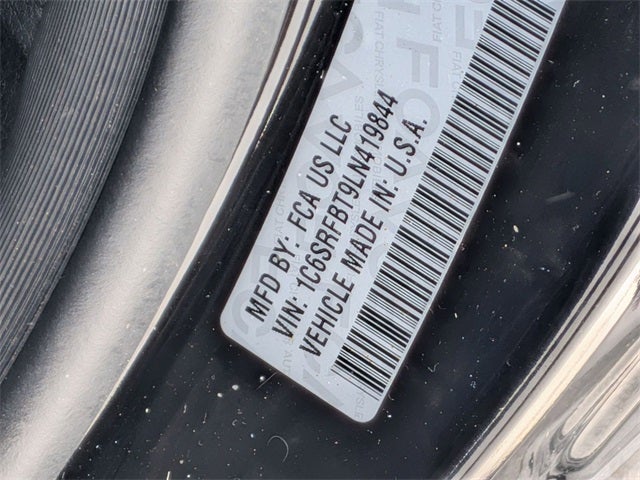 MFD BY: FCA US LLC
VIN: 1C6SRFBT9LN419844
VEHICLE MADE IN: U.S.A.